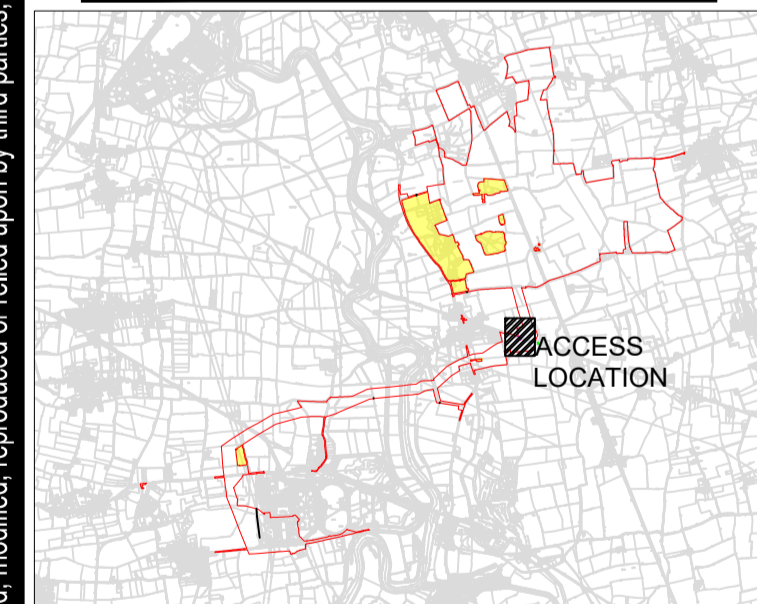 modified, reproduced or relied upon by third parties,
ACCESS
LOCATION